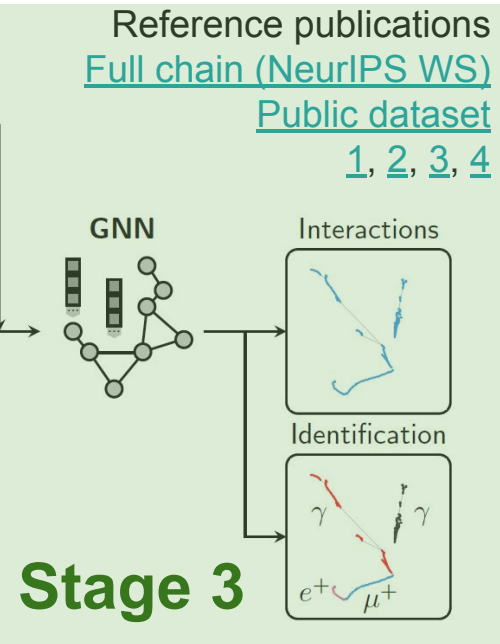 Reference publications
Full chain (NeurIPS WS)
Public dataset
1, 2, 3, 4
GNN
Interactions
Identification
γ
γ
e⁺
μ⁺
Stage 3